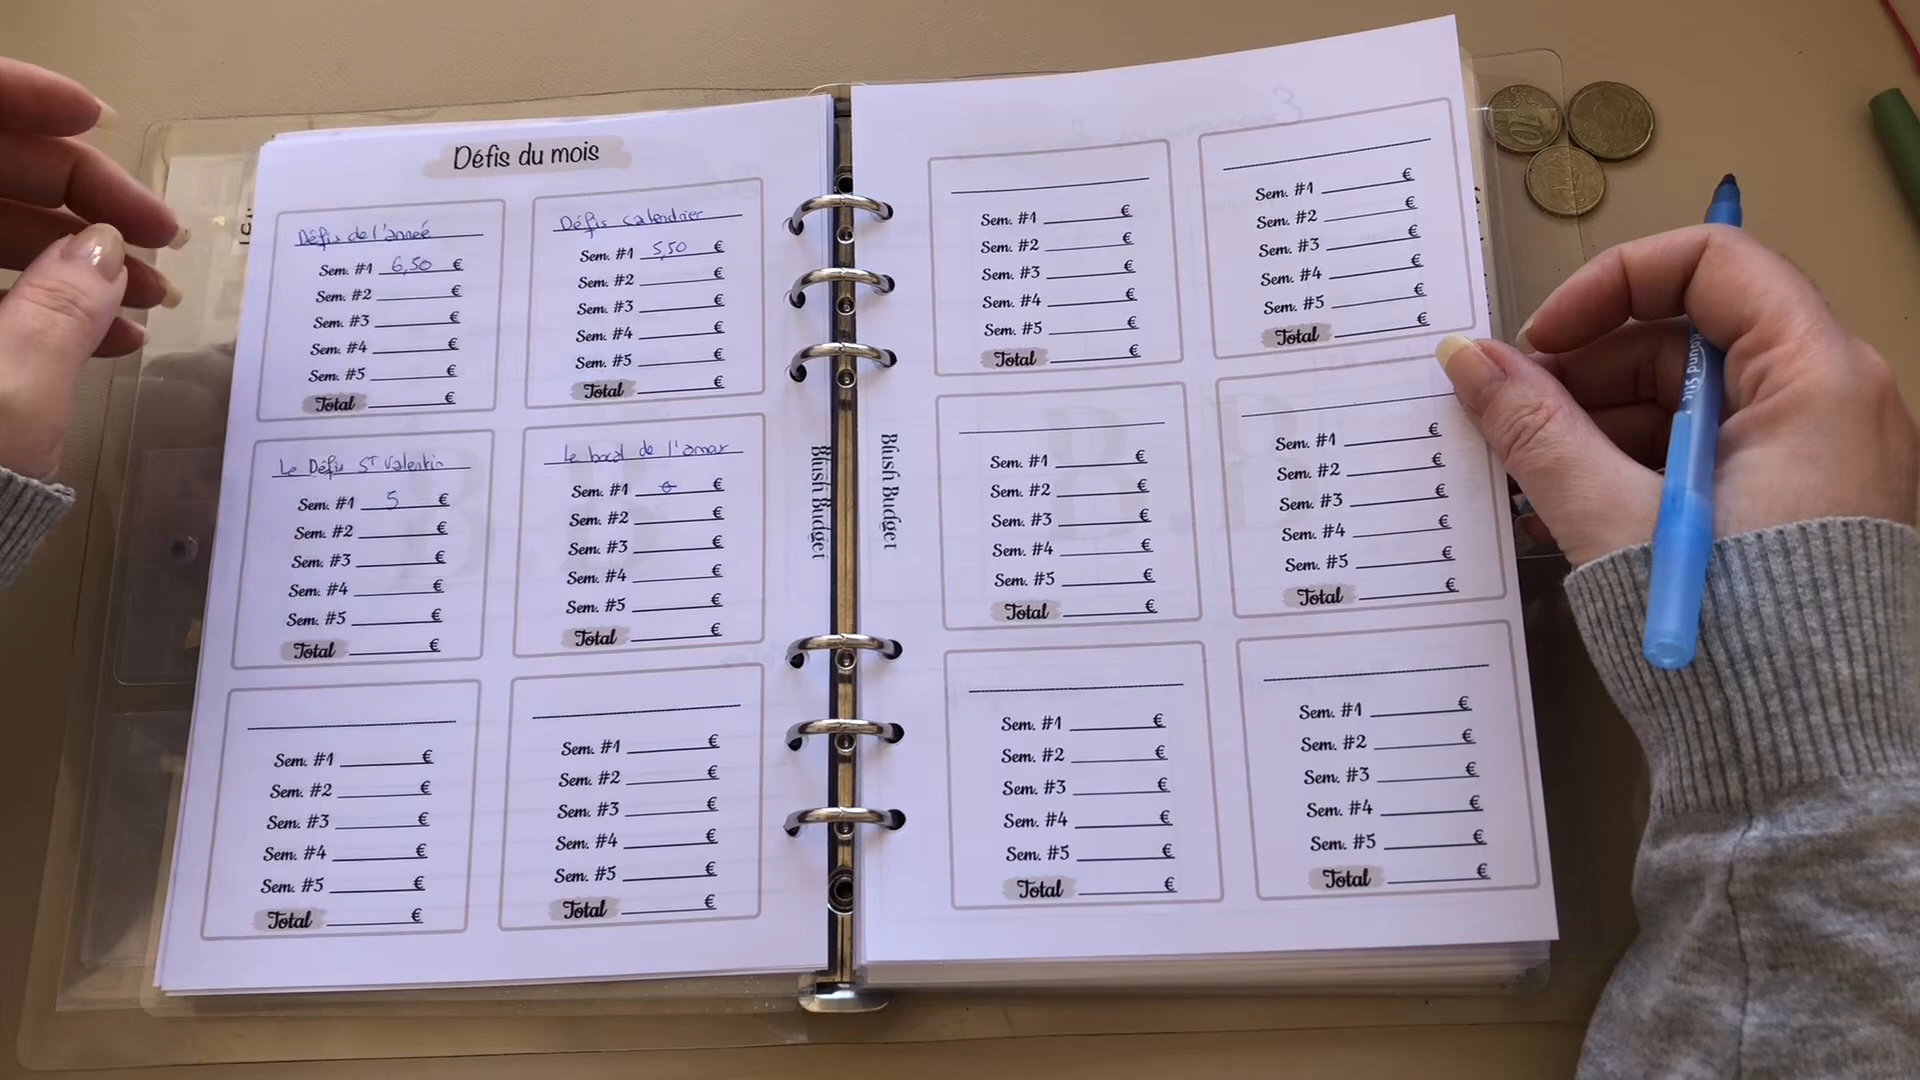 Défis du mois
Défis de l'année
Sem. #1 6,50 €
Sem. #2 €
Sem. #3 €
Sem. #4 €
Sem. #5 €
Total €
Défis calendrier
Sem. #1 5,50 €
Sem. #2 €
Sem. #3 €
Sem. #4 €
Sem. #5 €
Total €
Le Défis ST Valentin
Sem. #1 5 €
Sem. #2 €
Sem. #3 €
Sem. #4 €
Sem. #5 €
Total €
Le bocal de l'amour
Sem. #1 0 €
Sem. #2 €
Sem. #3 €
Sem. #4 €
Sem. #5 €
Total €
Sem. #1 €
Sem. #2 €
Sem. #3 €
Sem. #4 €
Sem. #5 €
Total €
Sem. #1 €
Sem. #2 €
Sem. #3 €
Sem. #4 €
Sem. #5 €
Total €
Blush Budget
Blush Budget
Sem. #1 €
Sem. #2 €
Sem. #3 €
Sem. #4 €
Sem. #5 €
Total €
Sem. #1 €
Sem. #2 €
Sem. #3 €
Sem. #4 €
Sem. #5 €
Total €
Sem. #1 €
Sem. #2 €
Sem. #3 €
Sem. #4 €
Sem. #5 €
Total €
Sem. #1 €
Sem. #2 €
Sem. #3 €
Sem. #4 €
Sem. #5 €
Total €
Sem. #1 €
Sem. #2 €
Sem. #3 €
Sem. #4 €
Sem. #5 €
Total €
Sem. #1 €
Sem. #2 €
Sem. #3 €
Sem. #4 €
Sem. #5 €
Total €
10